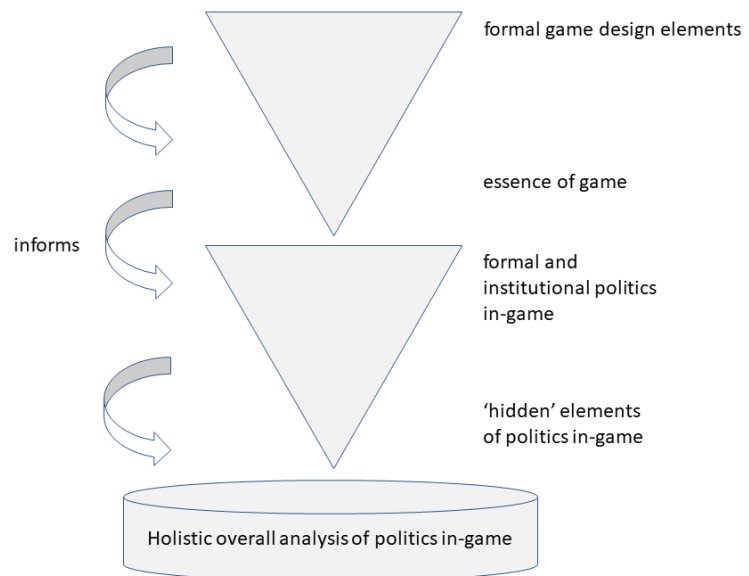 formal game design elements
essence of game
informs
formal and
institutional politics
in-game
‘hidden’ elements
of politics in-game
Holistic overall analysis of politics in-game